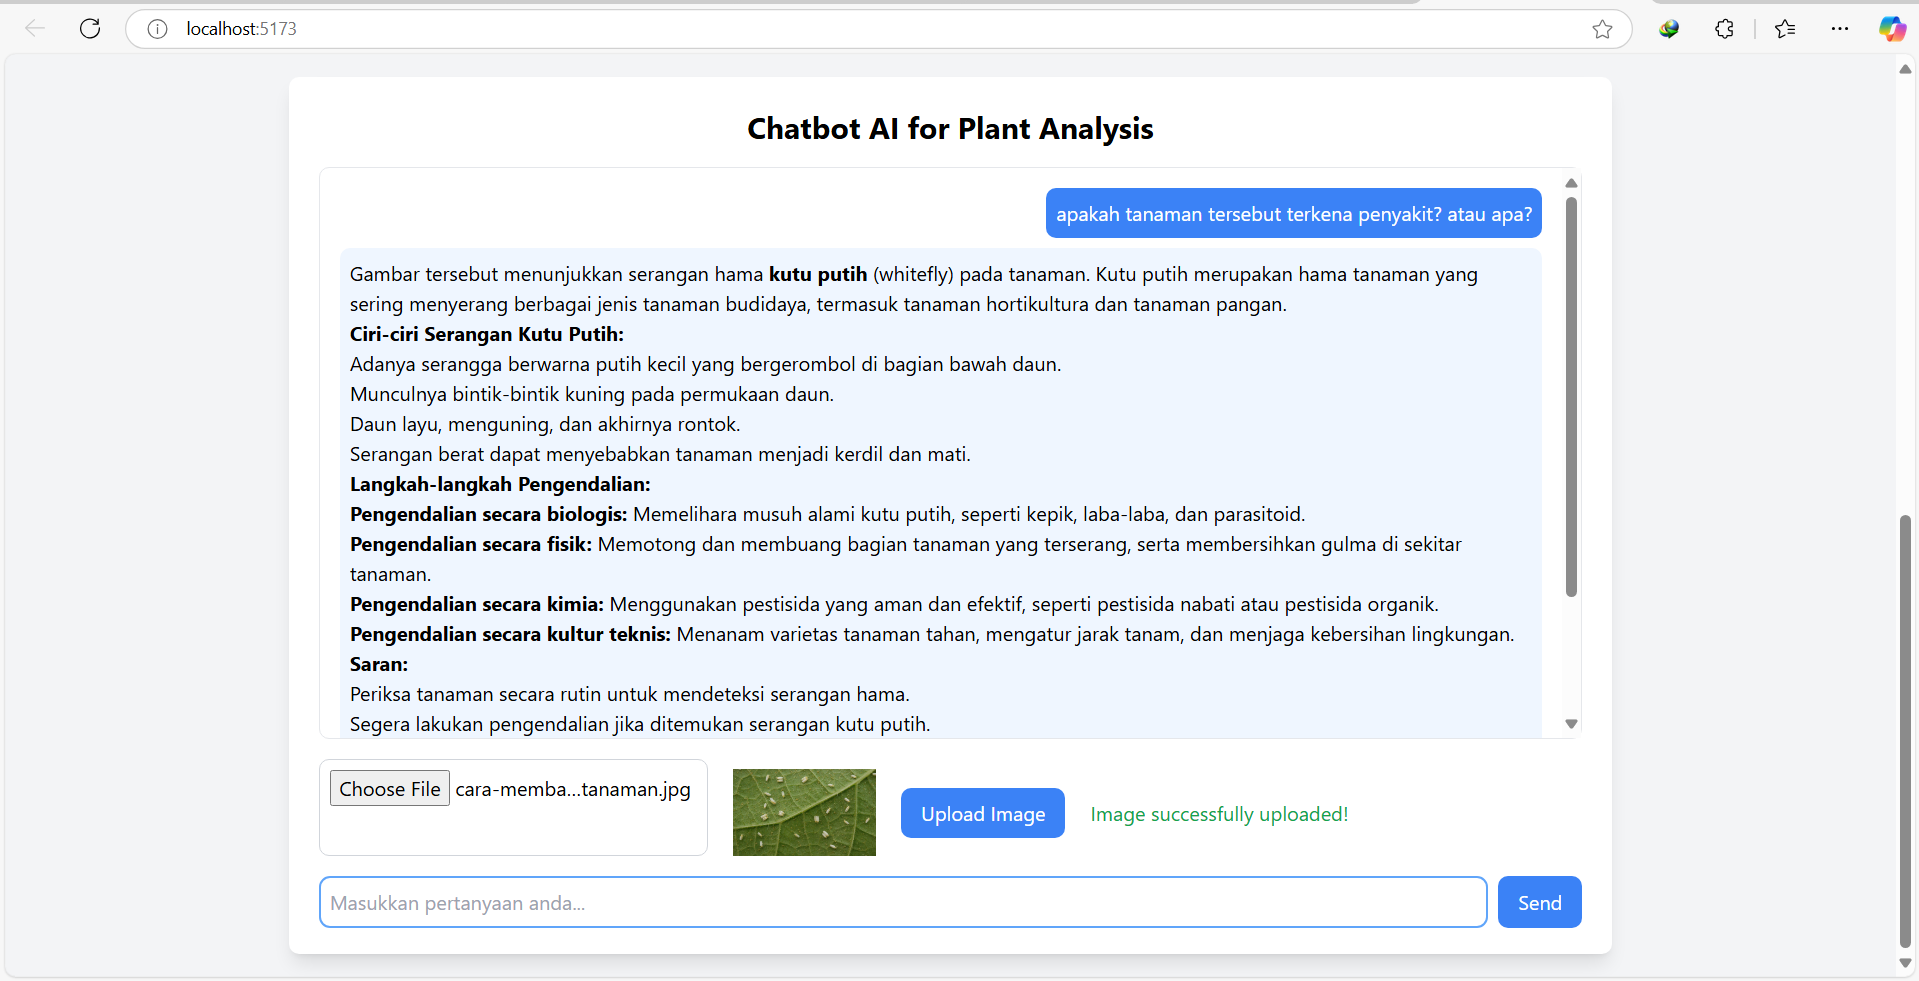 localhost:5173
Chatbot AI for Plant Analysis
apakah tanaman tersebut terkena penyakit? atau apa?
Gambar tersebut menunjukkan serangan hama kutu putih (whitefly) pada tanaman. Kutu putih merupakan hama tanaman yang
sering menyerang berbagai jenis tanaman budidaya, termasuk tanaman hortikultura dan tanaman pangan.
Ciri-ciri Serangan Kutu Putih:
Adanya serangga berwarna putih kecil yang bergerombol di bagian bawah daun.
Munculnya bintik-bintik kuning pada permukaan daun.
Daun layu, menguning, dan akhirnya rontok.
Serangan berat dapat menyebabkan tanaman menjadi kerdil dan mati.
Langkah-langkah Pengendalian:
Pengendalian secara biologis: Memelihara musuh alami kutu putih, seperti kepik, laba-laba, dan parasitoid.
Pengendalian secara fisik: Memotong dan membuang bagian tanaman yang terserang, serta membersihkan gulma di sekitar
tanaman.
Pengendalian secara kimia: Menggunakan pestisida yang aman dan efektif, seperti pestisida nabati atau pestisida organik.
Pengendalian secara kultur teknis: Menanam varietas tanaman tahan, mengatur jarak tanam, dan menjaga kebersihan lingkungan.
Saran:
Periksa tanaman secara rutin untuk mendeteksi serangan hama.
Segera lakukan pengendalian jika ditemukan serangan kutu putih.
Choose File cara-memba...tanaman.jpg
Upload Image
Image successfully uploaded!
Masukkan pertanyaan anda...
Send